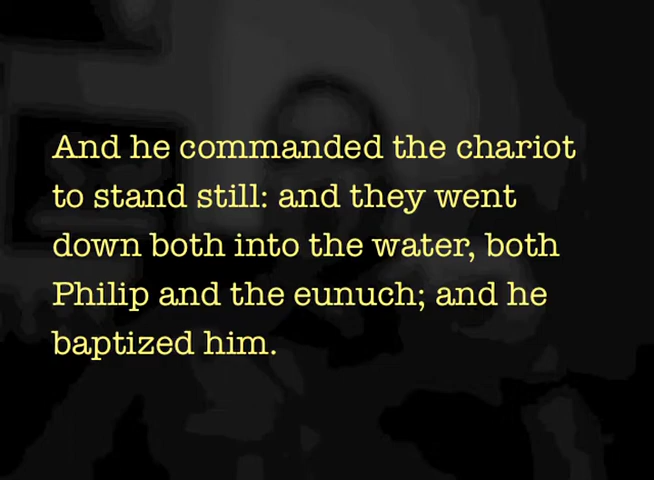 And he commanded the chariot
to stand still: and they went
down both into the water, both
Philip and the eunuch; and he
baptized him.